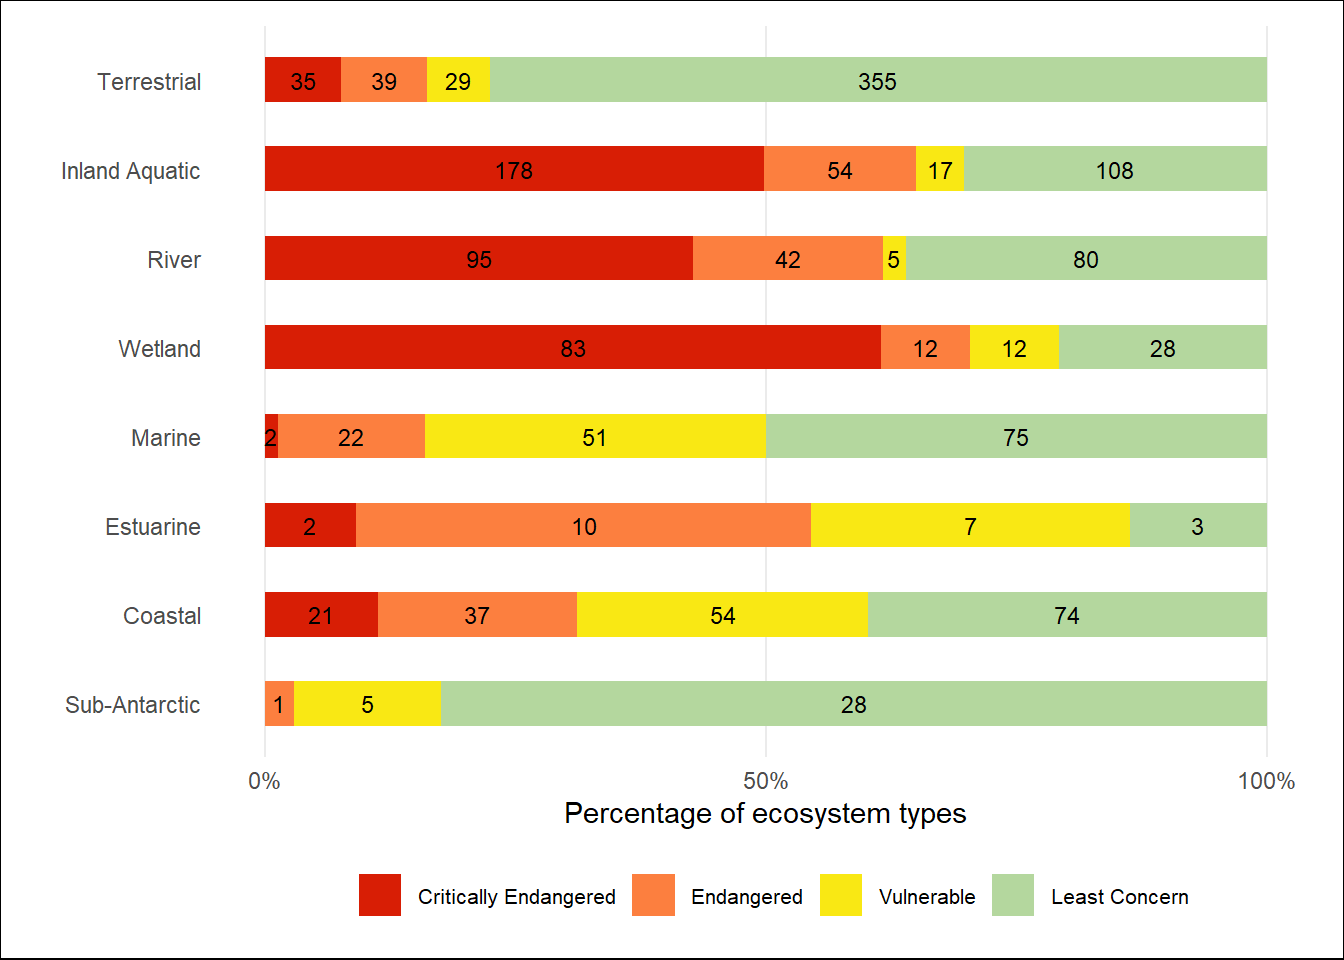 Terrestrial 35 39 29 355
Inland Aquatic 178 54 17 108
River 95 42 5 80
Wetland 83 12 12 28
Marine 2 22 51 75
Estuarine 2 10 7 3
Coastal 21 37 54 74
Sub-Antarctic 1 5 28
0% 50% 100%
Percentage of ecosystem types
Critically Endangered Endangered Vulnerable Least Concern